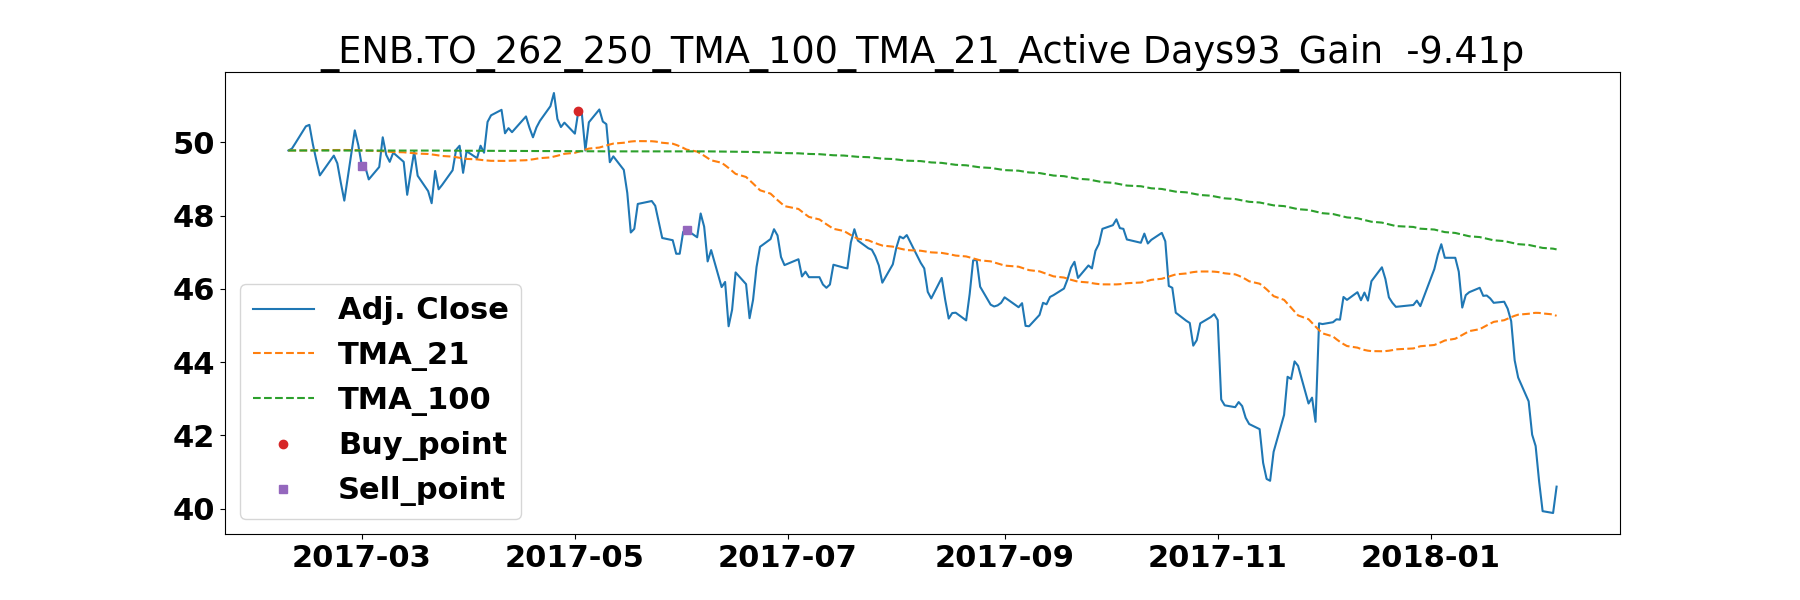 _ENB.TO_262_250_TMA_100_TMA_21_Active Days93_Gain  -9.41p
50
48
46
44
42
40
Adj. Close
TMA_21
TMA_100
Buy_point
Sell_point
2017-03 2017-05 2017-07 2017-09 2017-11 2018-01